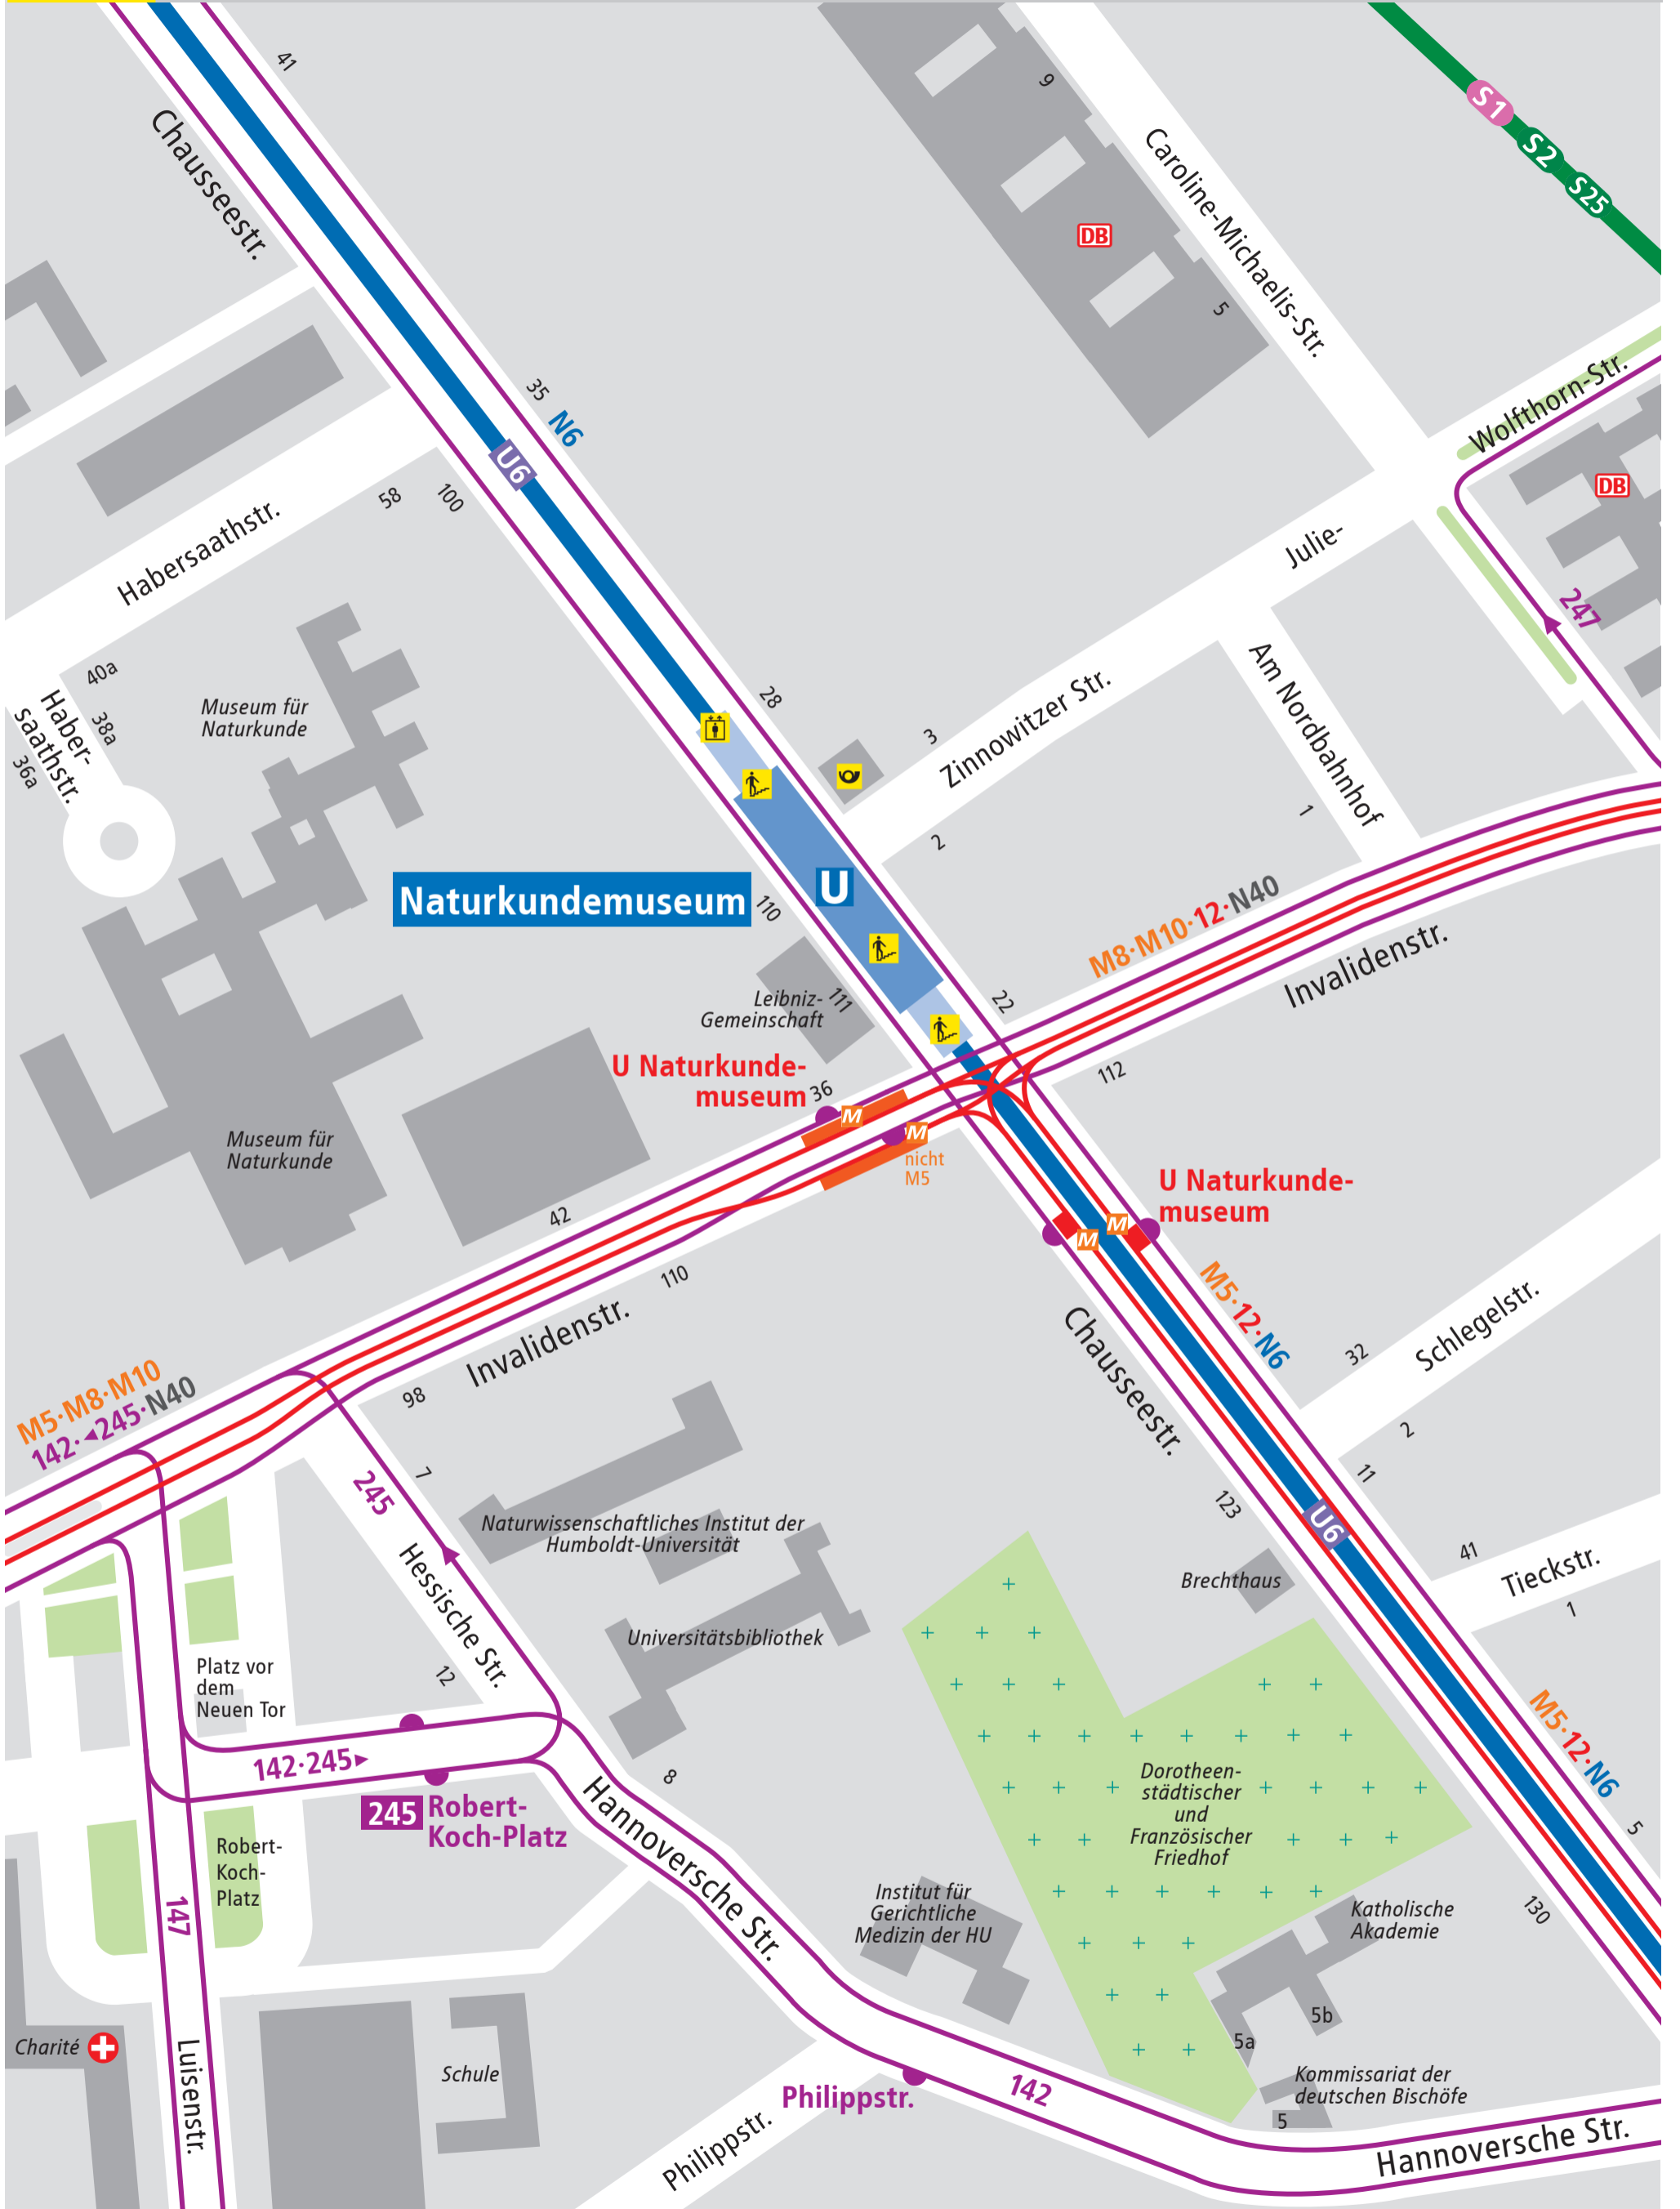 41
9
S 1
S2
S25
Chausseestr.
Caroline-Michaelis-Str.
DB
5
35
N6
U6
Wolfthorn-Str.
DB
58
100
Habersaathstr.
Julie-
247
40a
Haber-
saathstr.
38a
36a
Museum für
Naturkunde
28
3
Zinnowitzer Str.
Am Nordbahnhof
1
2
Naturkundemuseum
U
110
M8·M10·12·N40
Invalidenstr.
Leibniz-
Gemeinschaft
111
22
U Naturkunde-
museum
36
112
M
M
nicht
M5
Museum für
Naturkunde
42
U Naturkunde-
museum
M
M
110
Invalidenstr.
M5·12·N6
Chausseestr.
32
Schlegelstr.
M5·M8·M10
142·◄245·N40
98
2
11
7
245
123
U6
Naturwissenschaftliches Institut der
Humboldt-Universität
41
Tieckstr.
1
Hessische Str.
Brechthaus
Universitätsbibliothek
12
Platz vor
dem
Neuen Tor
M5·12·N6
142·245►
8
Dorotheen-
städtischer
und
Französischer
Friedhof
245 Robert-
Koch-Platz
Hannoversche Str.
5
Robert-
Koch-
Platz
147
Institut für
Gerichtliche
Medizin der HU
Katholische
Akademie
130
5b
5a
Charité
Luisenstr.
Schule
Philippstr.
142
Kommissariat der
deutschen Bischöfe
5
Philippstr.
Hannoversche Str.